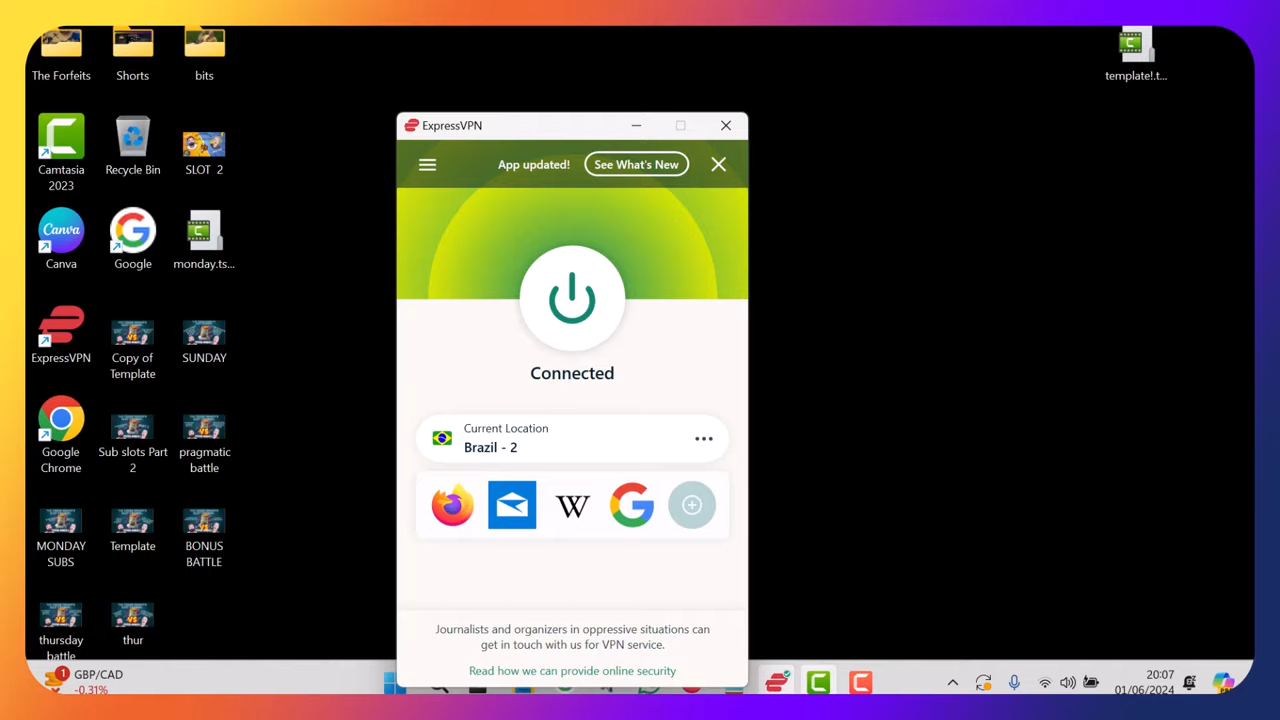 The Forfeits
Shorts
bits
template!.t...
Camtasia
2023
Recycle Bin
SLOT 2
Canva
Canva
Google
monday.ts...
ExpressVPN
Copy of
Template
SUNDAY
Google
Chrome
Sub slots Part
2
pragmatic
battle
MONDAY
SUBS
Template
BONUS
BATTLE
thursday
battle
thur
ExpressVPN
App updated!
See What's New
Connected
Current Location
Brazil - 2
W
Journalists and organizers in oppressive situations can
get in touch with us for VPN service.
Read how we can provide online security
1
GBP/CAD
-0.31%
20:07
01/06/2024